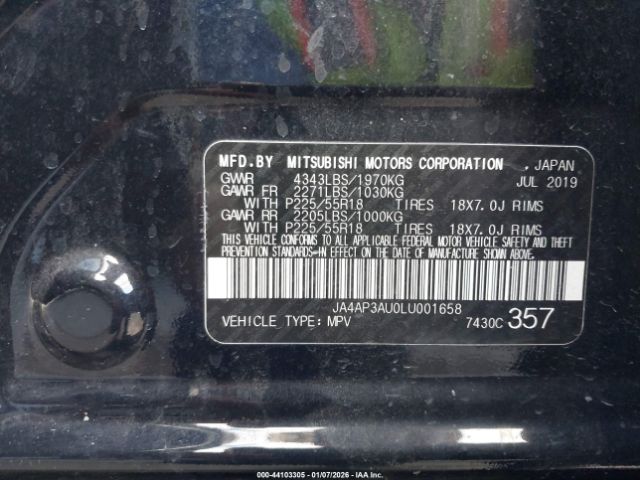 MFD.BY MITSUBISHI MOTORS CORPORATION , JAPAN
GVWR 4343LBS/1970KG JUL 2019
GAWR FR 2271LBS/1030KG
WITH P225/55R18 TIRES 18X7.0J RIMS
GAWR RR 2205LBS/1000KG
WITH P225/55R18 TIRES 18X7.0J RIMS
THIS VEHICLE CONFORMS TO ALL APPLICABLE FEDERAL MOTOR VEHICLE SAFETY AND THEFT
PREVENTION STANDARDS IN EFFECT ON THE DATE OF MANUFACTURE SHOWN ABOVE.
JA4AP3AU0LU001658
VEHICLE TYPE: MPV 7430C 357
000-44103305 - 01/07/2026 - IAA Inc.